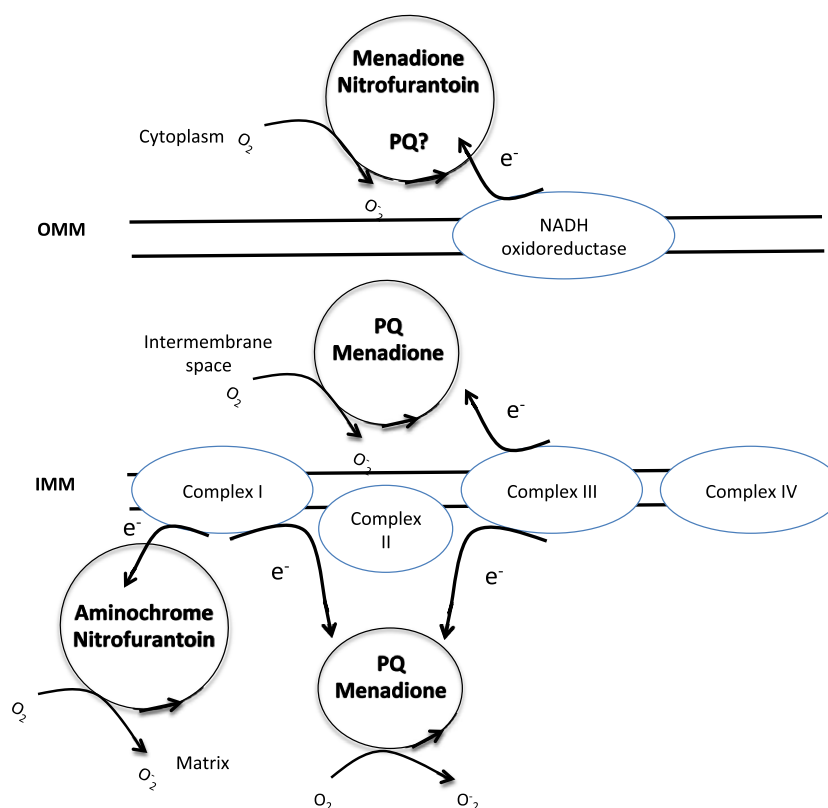 Menadione
Nitrofurantoin
PQ?
Cytoplasm
O2
e-
O2-
OMM
NADH
oxidoreductase
PQ
Menadione
Intermembrane
space
O2
e-
O2-
IMM
Complex I
Complex III
Complex IV
Complex
II
e-
e-
e-
Aminochrome
Nitrofurantoin
PQ
Menadione
O2
O2-
Matrix
O2
O2-